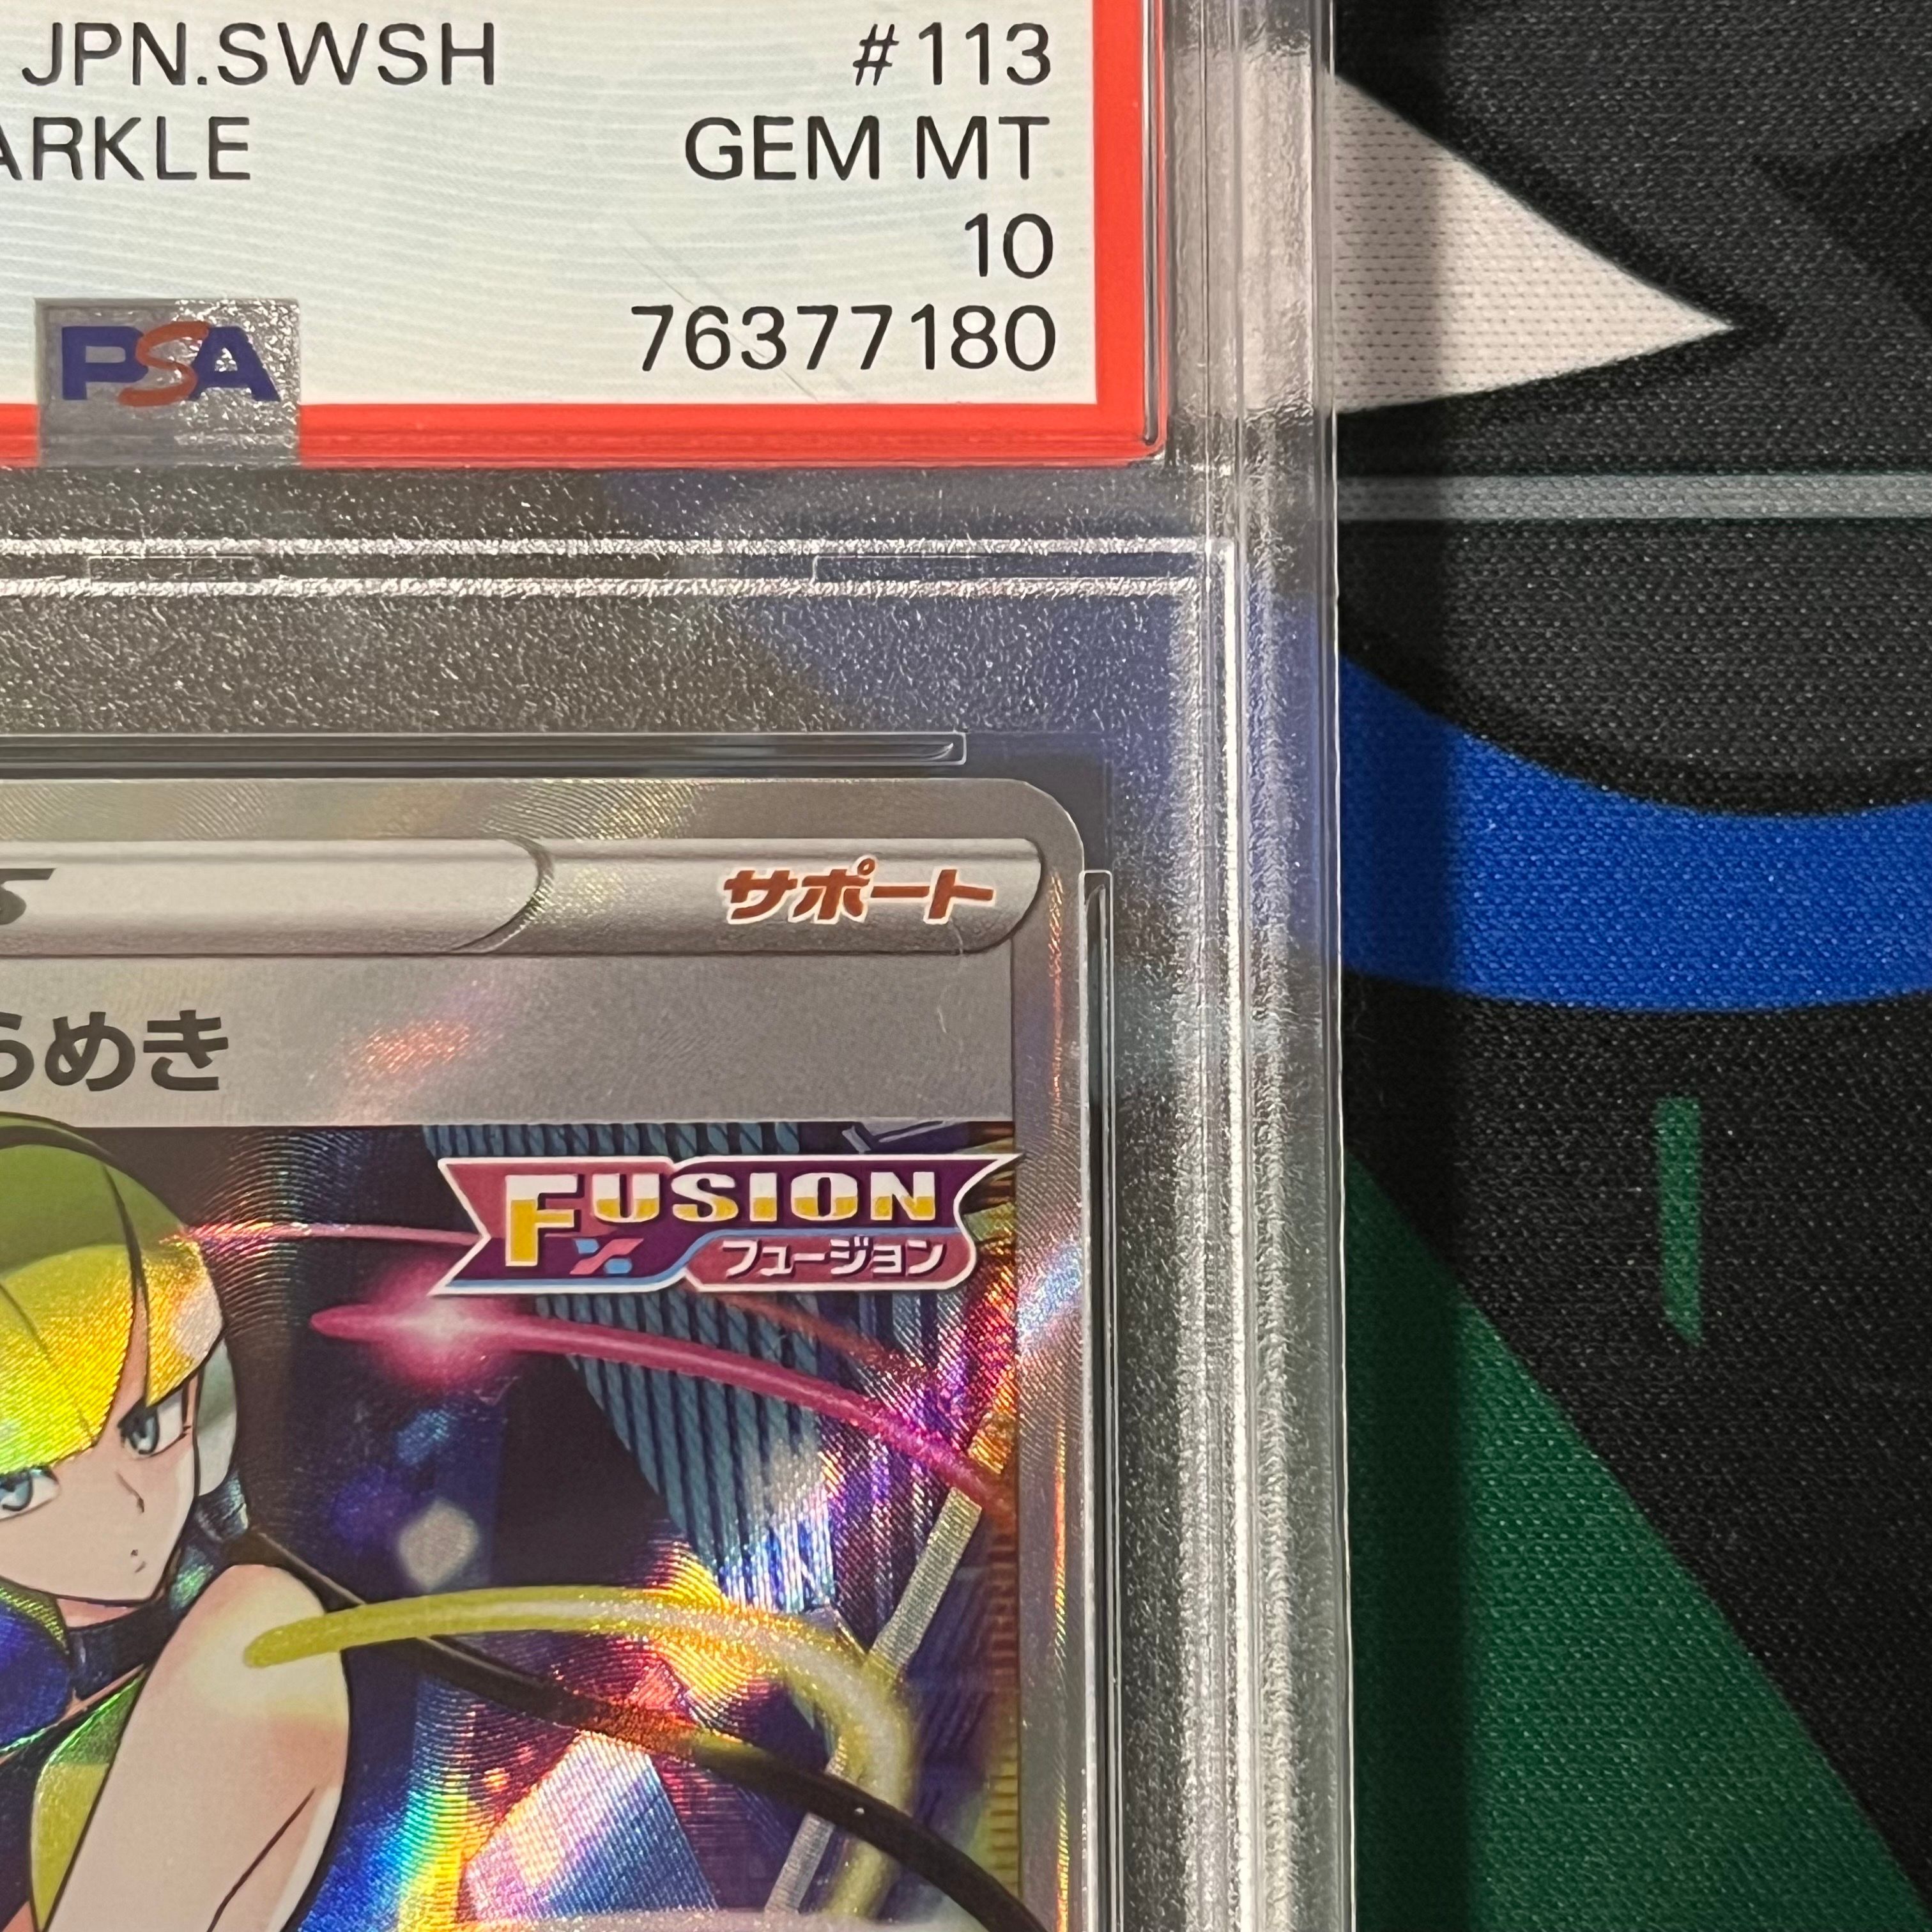 JPN.SWSH #113
ARKLE GEM MT
10
PSA 76377180
サポート
らめき
FUSION
フュージョン